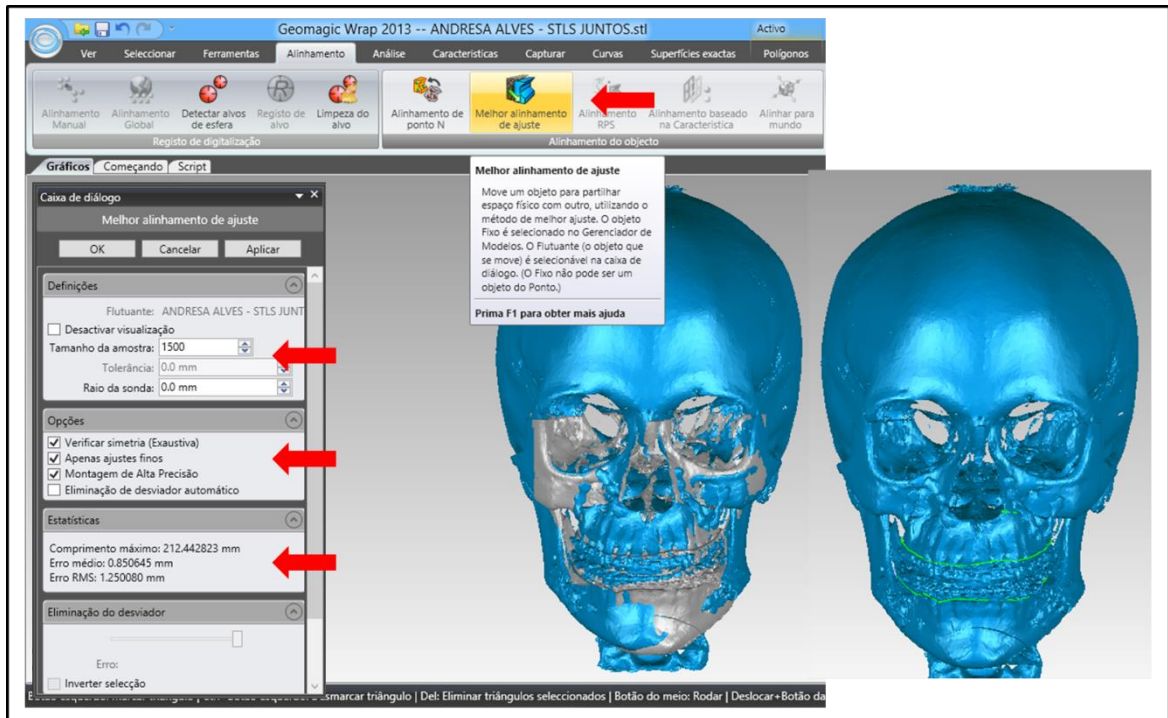 Geomagic Wrap 2013 -- ANDRESA ALVES - STLS JUNTOS.stl
Activo
Ver Seleccionar Ferramentas Alinhamento Análise Caracteristicas Capturar Curvas Superfícies exactas Polígonos
Alinhamento Manual
Alinhamento Global
Detectar alvos de esfera
Registo de alvo
Limpeza do alvo
Alinhamento de ponto N
Melhor alinhamento de ajuste
Alinhamento RPS
Alinhamento baseado na Caracteristica
Alinhar para mundo
Registo de digitalização
Alinhamento do objecto
Gráficos Começando Script
Caixa de diálogo
Melhor alinhamento de ajuste
OK Cancelar Aplicar
Definições
Flutuante: ANDRESA ALVES - STLS JUNT
Desactivar visualização
Tamanho da amostra: 1500
Tolerância: 0.0 mm
Raio da sonda: 0.0 mm
Opções
Verificar simetria (Exaustiva)
Apenas ajustes finos
Montagem de Alta Precisão
Eliminação de desviador automático
Estatísticas
Comprimento máximo: 212.442823 mm
Erro médio: 0.850645 mm
Erro RMS: 1.250080 mm
Eliminação do desviador
Erro:
Inverter selecção
Melhor alinhamento de ajuste
Move um objeto para partilhar
espaço físico com outro, utilizando o
método de melhor ajuste. O objeto
Fixo é selecionado no Gerenciador de
Modelos. O Flutuante (o objeto que
se move) é selecionável na caixa de
diálogo. (O Fixo não pode ser um
objeto do Ponto.)
Prima F1 para obter mais ajuda
Desmarcar triângulo | Del: Eliminar triângulos seleccionados | Botão do meio: Rodar | Deslocar+Botão da